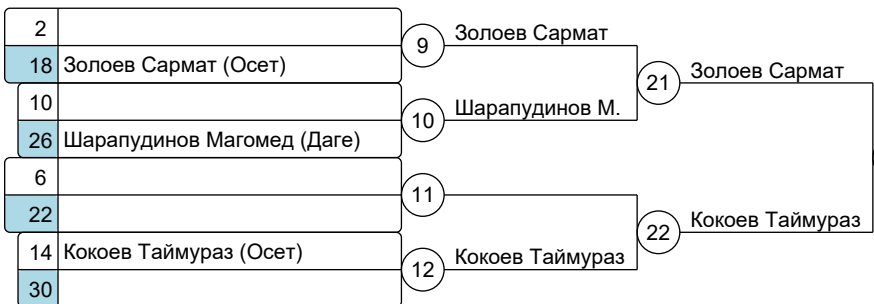 2
18 Золоев Сармат (Осет)
10
26 Шарапудинов Магомед (Даге)
6
22
14 Кокоев Таймураз (Осет)
30
9 Золоев Сармат
10 Шарапудинов М.
11
12 Кокоев Таймураз
21 Золоев Сармат
22 Кокоев Таймураз